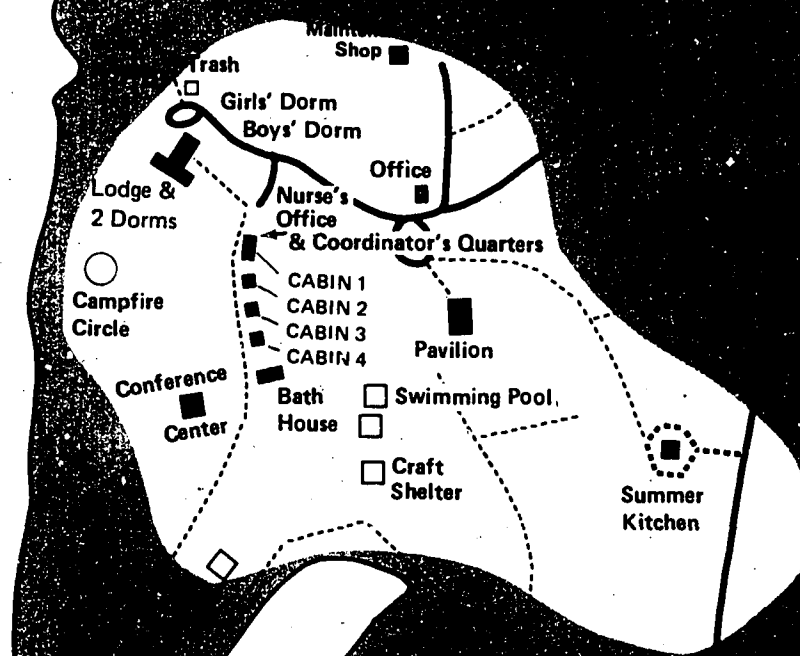 Shop
Trash
Girls' Dorm
Boys' Dorm
Office
Lodge &
2 Dorms
Nurse's
Office
& Coordinator's Quarters
CABIN 1
CABIN 2
CABIN 3
CABIN 4
Campfire
Circle
Pavilion
Conference
Center
Bath
House
Swimming Pool
Craft
Shelter
Summer
Kitchen